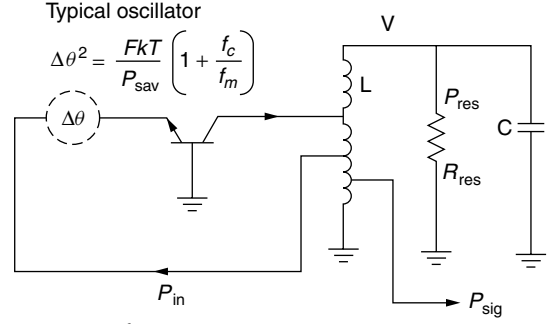 Typical oscillator
Δθ² = FkT / P_sav (1 + f_c / f_m)
V
L
Δθ
P_res
C
R_res
P_in
P_sig